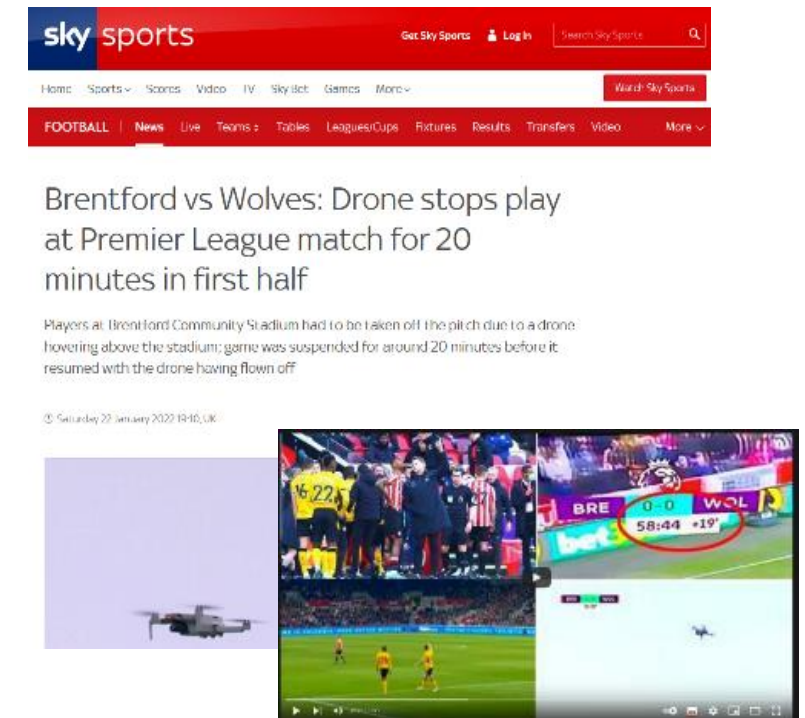 sky sports
Get Sky Sports Log In Search Sky Sports
Home Sports Scores Video TV Sky Bet Games More Watch Sky Sports
FOOTBALL News Live Teams Tables Leagues/Cups Fixtures Results Transfers Video More
Brentford vs Wolves: Drone stops play
at Premier League match for 20
minutes in first half
Players at Brentford Community Stadium had to be taken off the pitch due to a drone
hovering above the stadium; game was suspended for around 20 minutes before it
resumed with the drone having flown off
Saturday 22 January 2022 19:10, UK
16 22
BRE 0-0 WOL
58:44 +19'